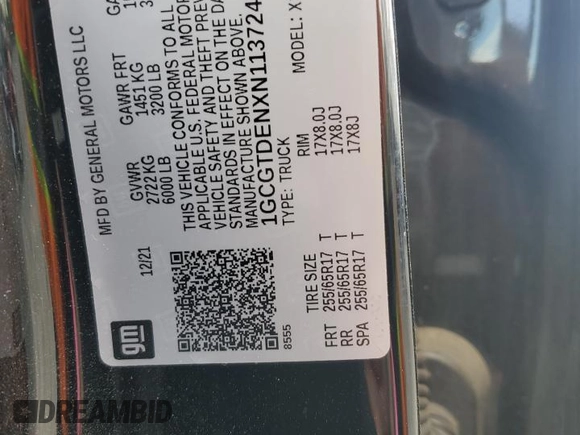 MFD BY GENERAL MOTORS LLC
12/21
GVWR
2722 KG
6000 LB
GAWR FRT
1451 KG
3200 LB
THIS VEHICLE CONFORMS TO ALL
APPLICABLE U.S. FEDERAL MOTOR
VEHICLE SAFETY AND THEFT PREV
STANDARDS IN EFFECT ON THE DA
MANUFACTURE SHOWN ABOVE.
1GCGTDENXN113724
TYPE: TRUCK
MODEL: X
TIRE SIZE
RIM
FRT 255/65R17 T 17X8.0J
RR 255/65R17 T 17X8.0J
SPA 255/65R17 T 17X8J
gm
8555
DREAMBID